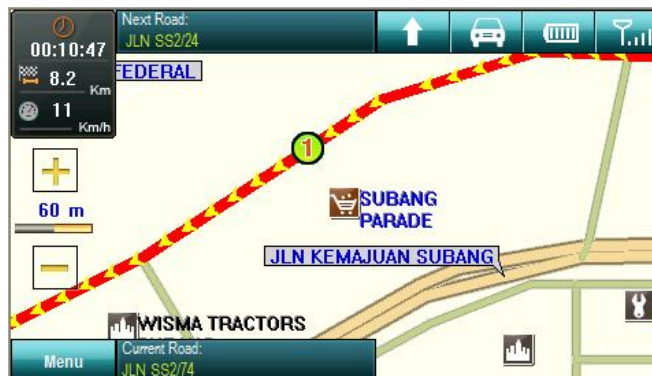 Next Road:
JLN SS2/24
00:10:47
8.2
Km
11
Km/h
FEDERAL
1
60 m
SUBANG
PARADE
JLN KEMAJUAN SUBANG
WISMA TRACTORS
Menu
Current Road:
JLN SS2/74